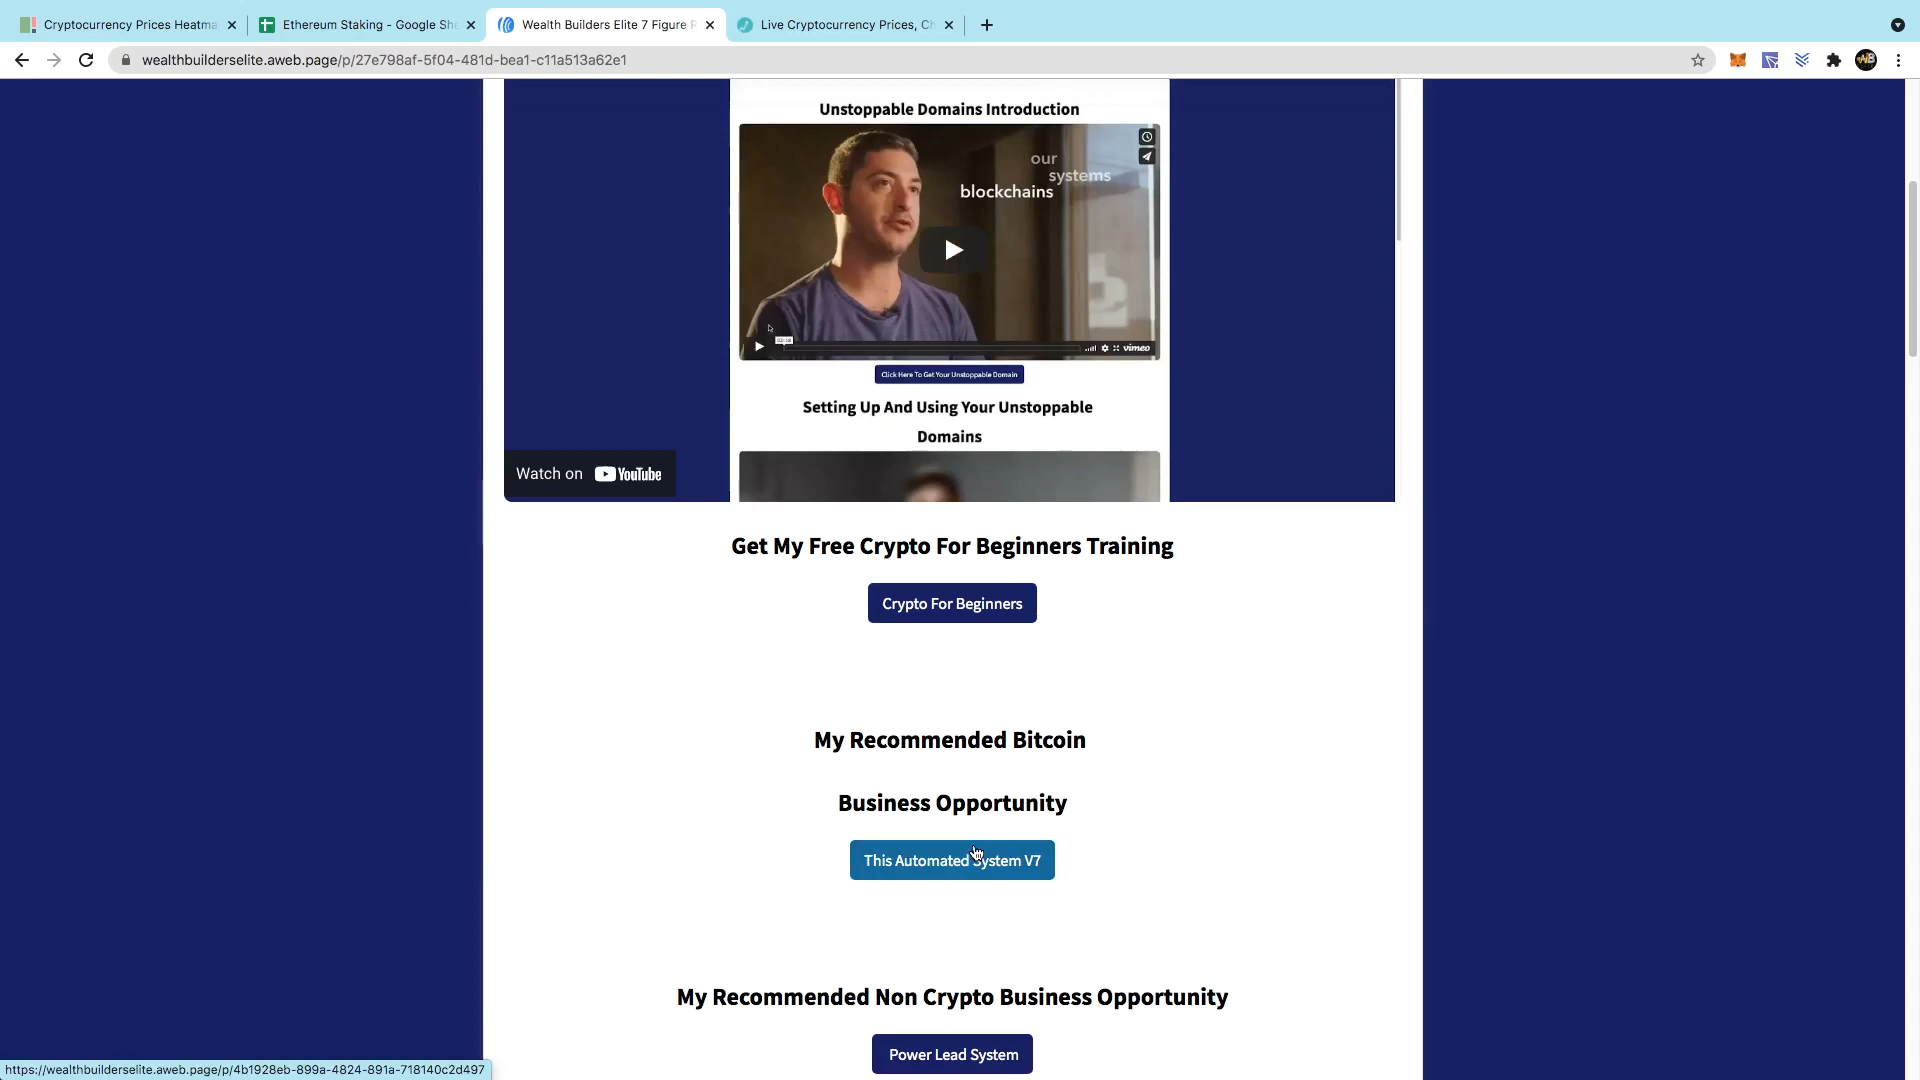 Cryptocurrency Prices Heatma
Ethereum Staking - Google She
Wealth Builders Elite 7 Figure R
Live Cryptocurrency Prices, Ch
wealthbuilderselite.aweb.page/p/27e798af-5f04-481d-bea1-c11a513a62e1
Unstoppable Domains Introduction
our
systems
blockchains
vimeo
Click Here To Get Your Unstoppable Domain
Setting Up And Using Your Unstoppable
Domains
Watch on YouTube
Get My Free Crypto For Beginners Training
Crypto For Beginners
My Recommended Bitcoin
Business Opportunity
This Automated System V7
My Recommended Non Crypto Business Opportunity
Power Lead System
https://wealthbuilderselite.aweb.page/p/4b1928eb-899a-4824-891a-718140c2d497